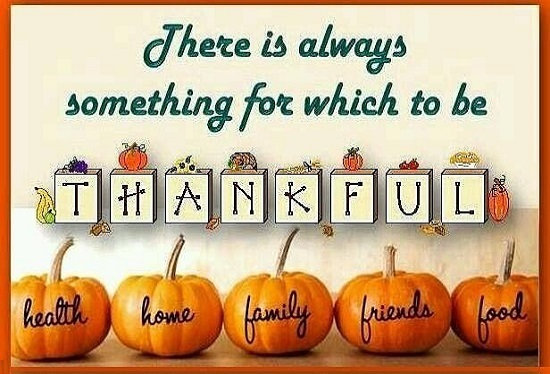 There is always
something for which to be
THANKFUL
health home family friends food